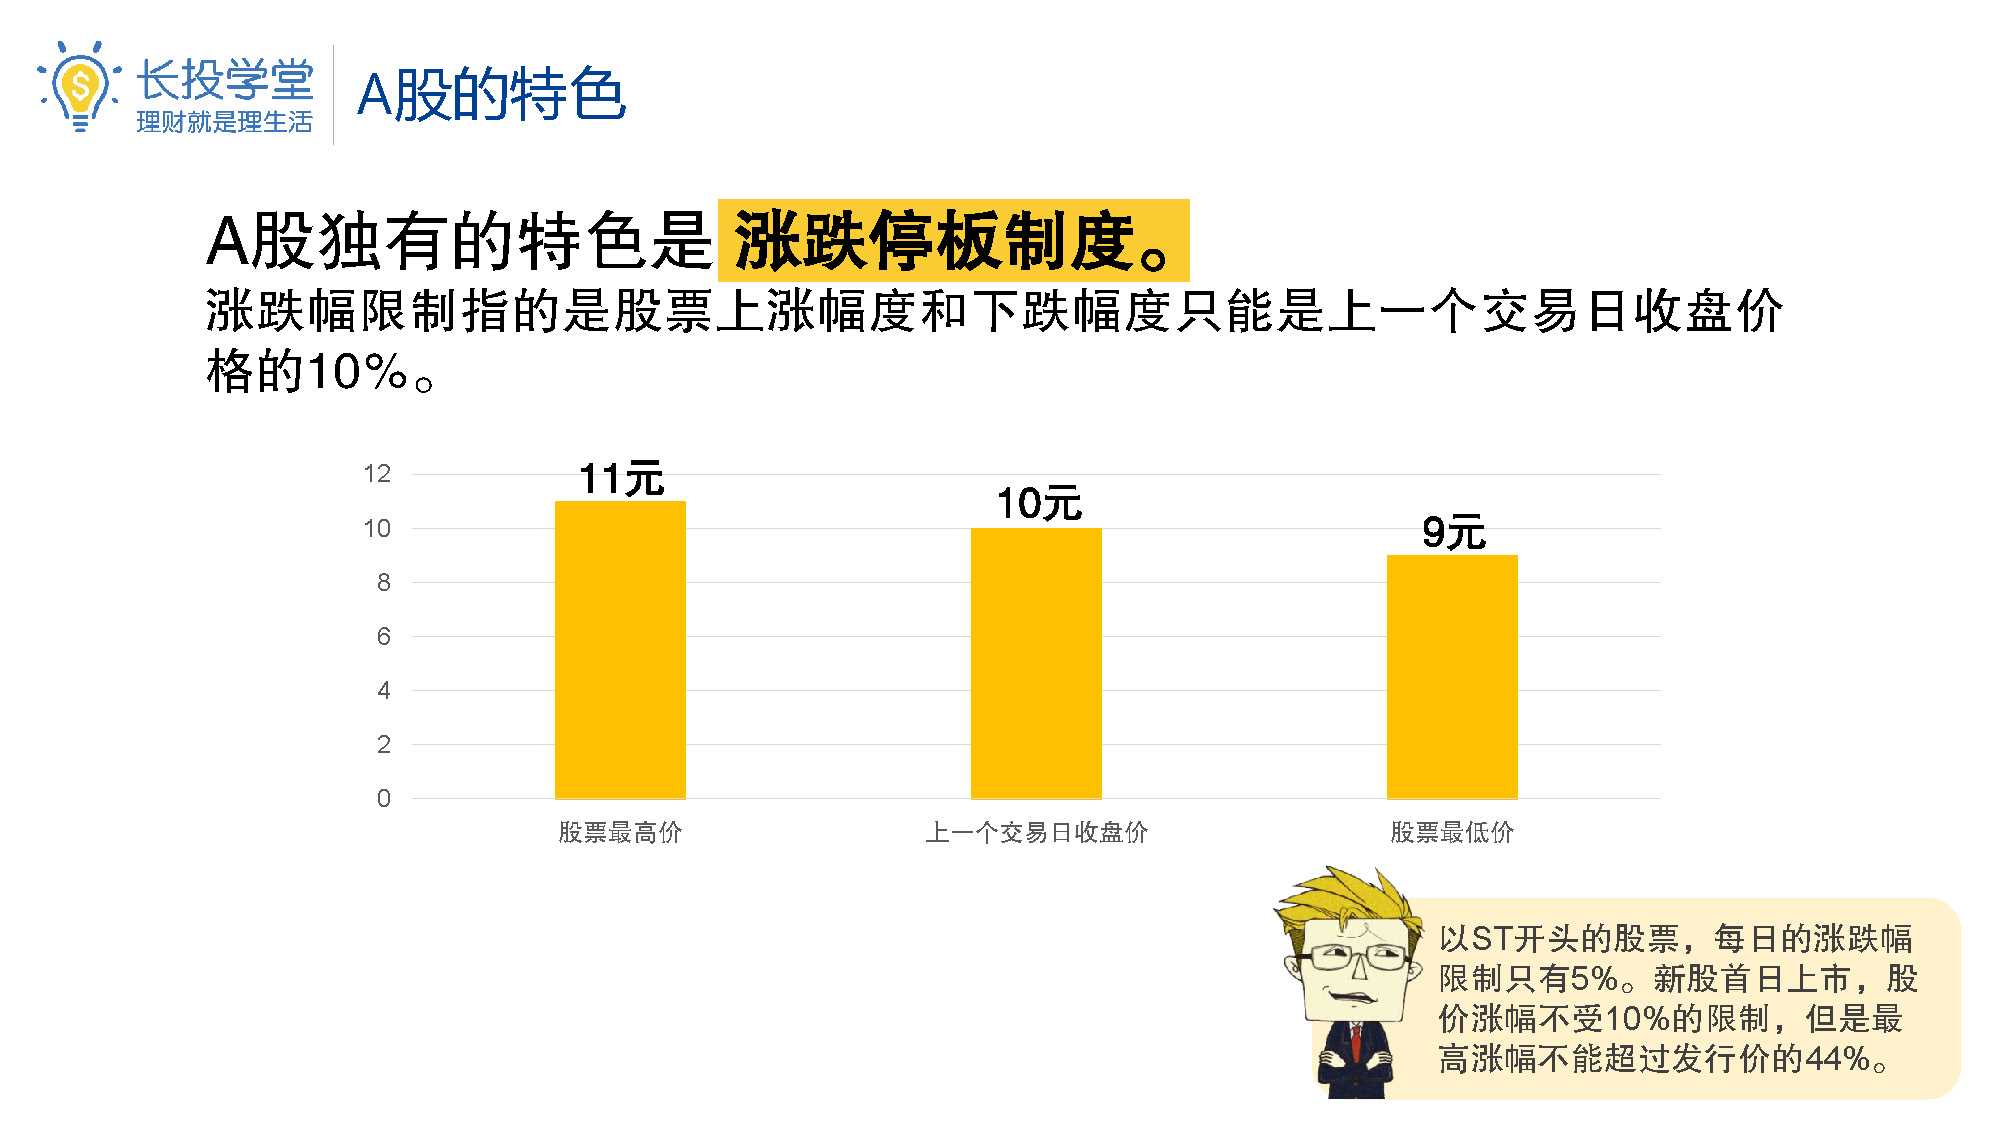 长投学堂
理财就是理生活
A股的特色
A股独有的特色是 涨跌停板制度。
涨跌幅限制指的是股票上涨幅度和下跌幅度只能是上一个交易日收盘价
格的10%。
12
10
8
6
4
2
0
11元
10元
9元
股票最高价
上一个交易日收盘价
股票最低价
以ST开头的股票，每日的涨跌幅
限制只有5%。新股首日上市，股
价涨幅不受10%的限制，但是最
高涨幅不能超过发行价的44%。